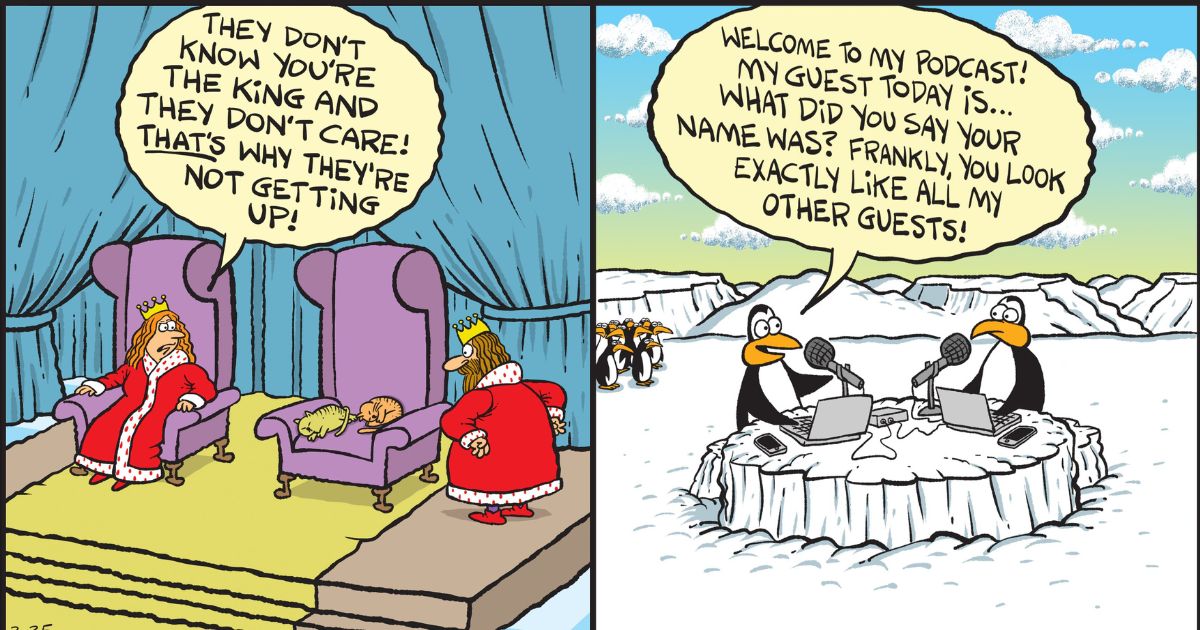 THEY DON'T
KNOW YOU'RE
THE KING AND
THEY DON'T CARE!
THAT'S WHY THEY'RE
NOT GETTING
UP!
WELCOME TO MY PODCAST!
MY GUEST TODAY IS...
WHAT DID YOU SAY YOUR
NAME WAS? FRANKLY, YOU LOOK
EXACTLY LIKE ALL MY
OTHER GUESTS!